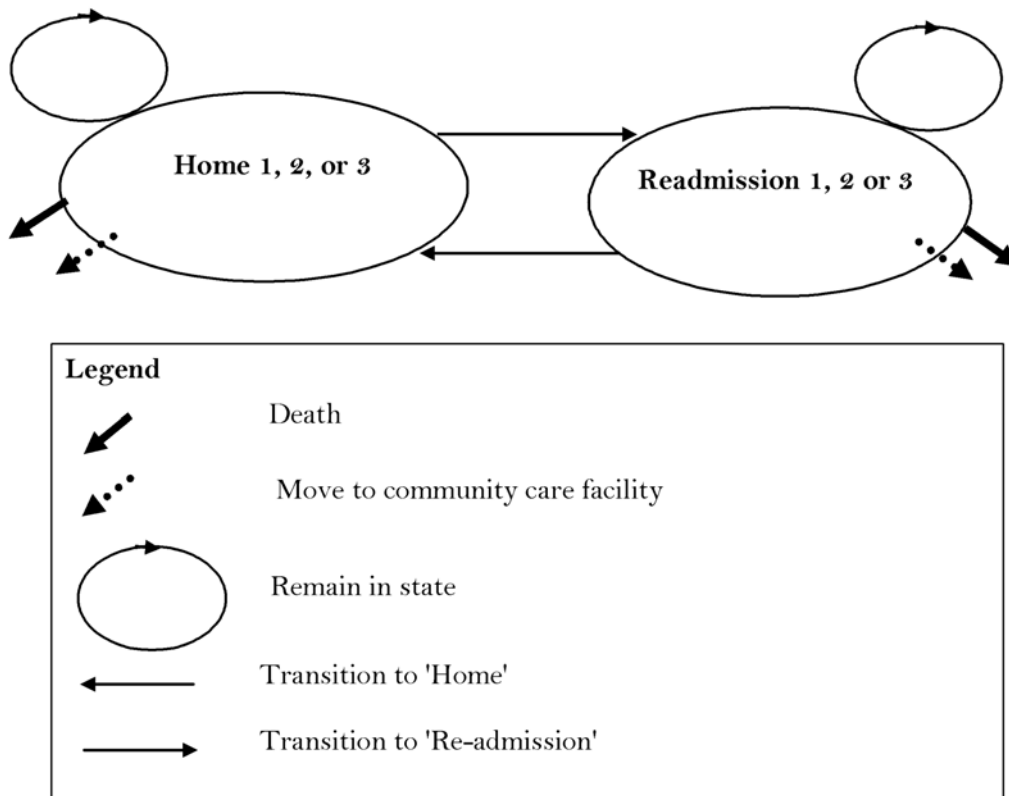 Home 1, 2, or 3
Readmission 1, 2 or 3
Legend
Death
Move to community care facility
Remain in state
Transition to 'Home'
Transition to 'Re-admission'